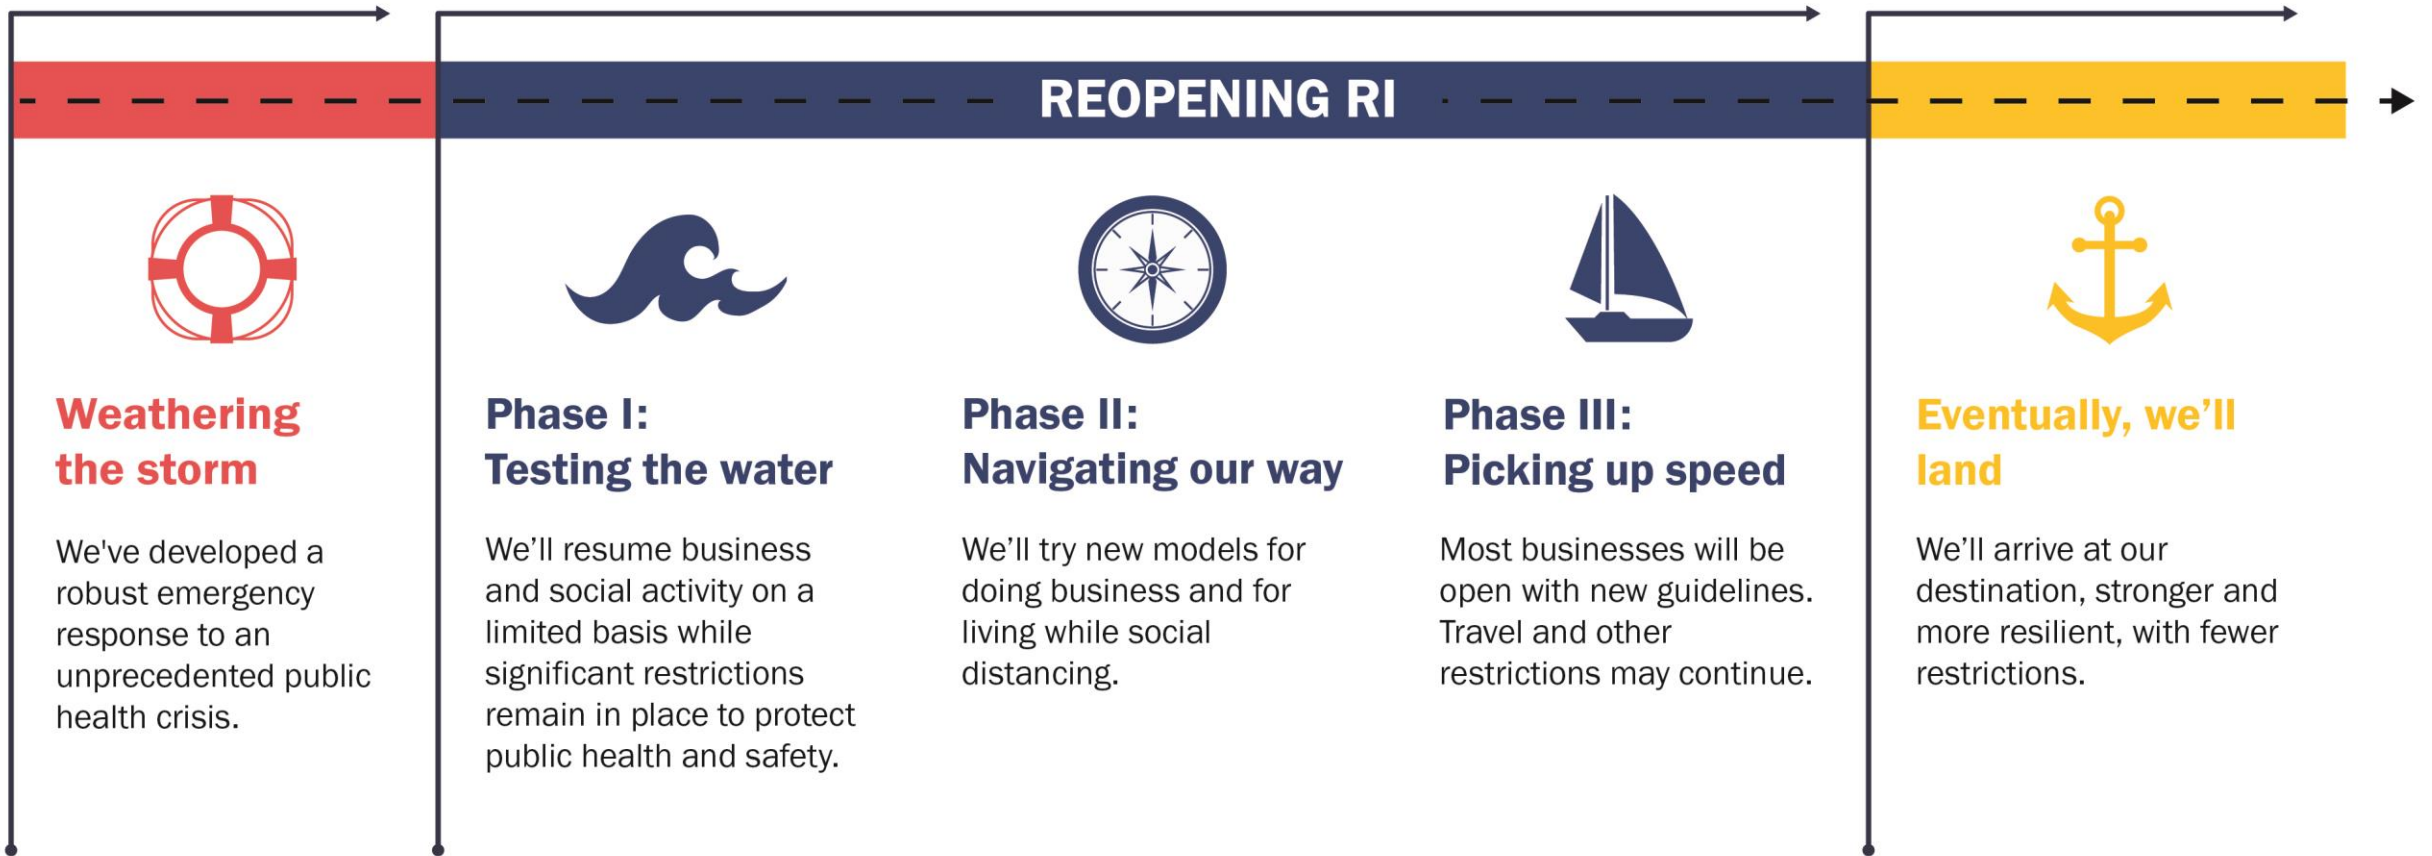 REOPENING RI
Weathering
the storm
We've developed a
robust emergency
response to an
unprecedented public
health crisis.
Phase I:
Testing the water
We’ll resume business
and social activity on a
limited basis while
significant restrictions
remain in place to protect
public health and safety.
Phase II:
Navigating our way
We’ll try new models for
doing business and for
living while social
distancing.
Phase III:
Picking up speed
Most businesses will be
open with new guidelines.
Travel and other
restrictions may continue.
Eventually, we’ll
land
We’ll arrive at our
destination, stronger and
more resilient, with fewer
restrictions.